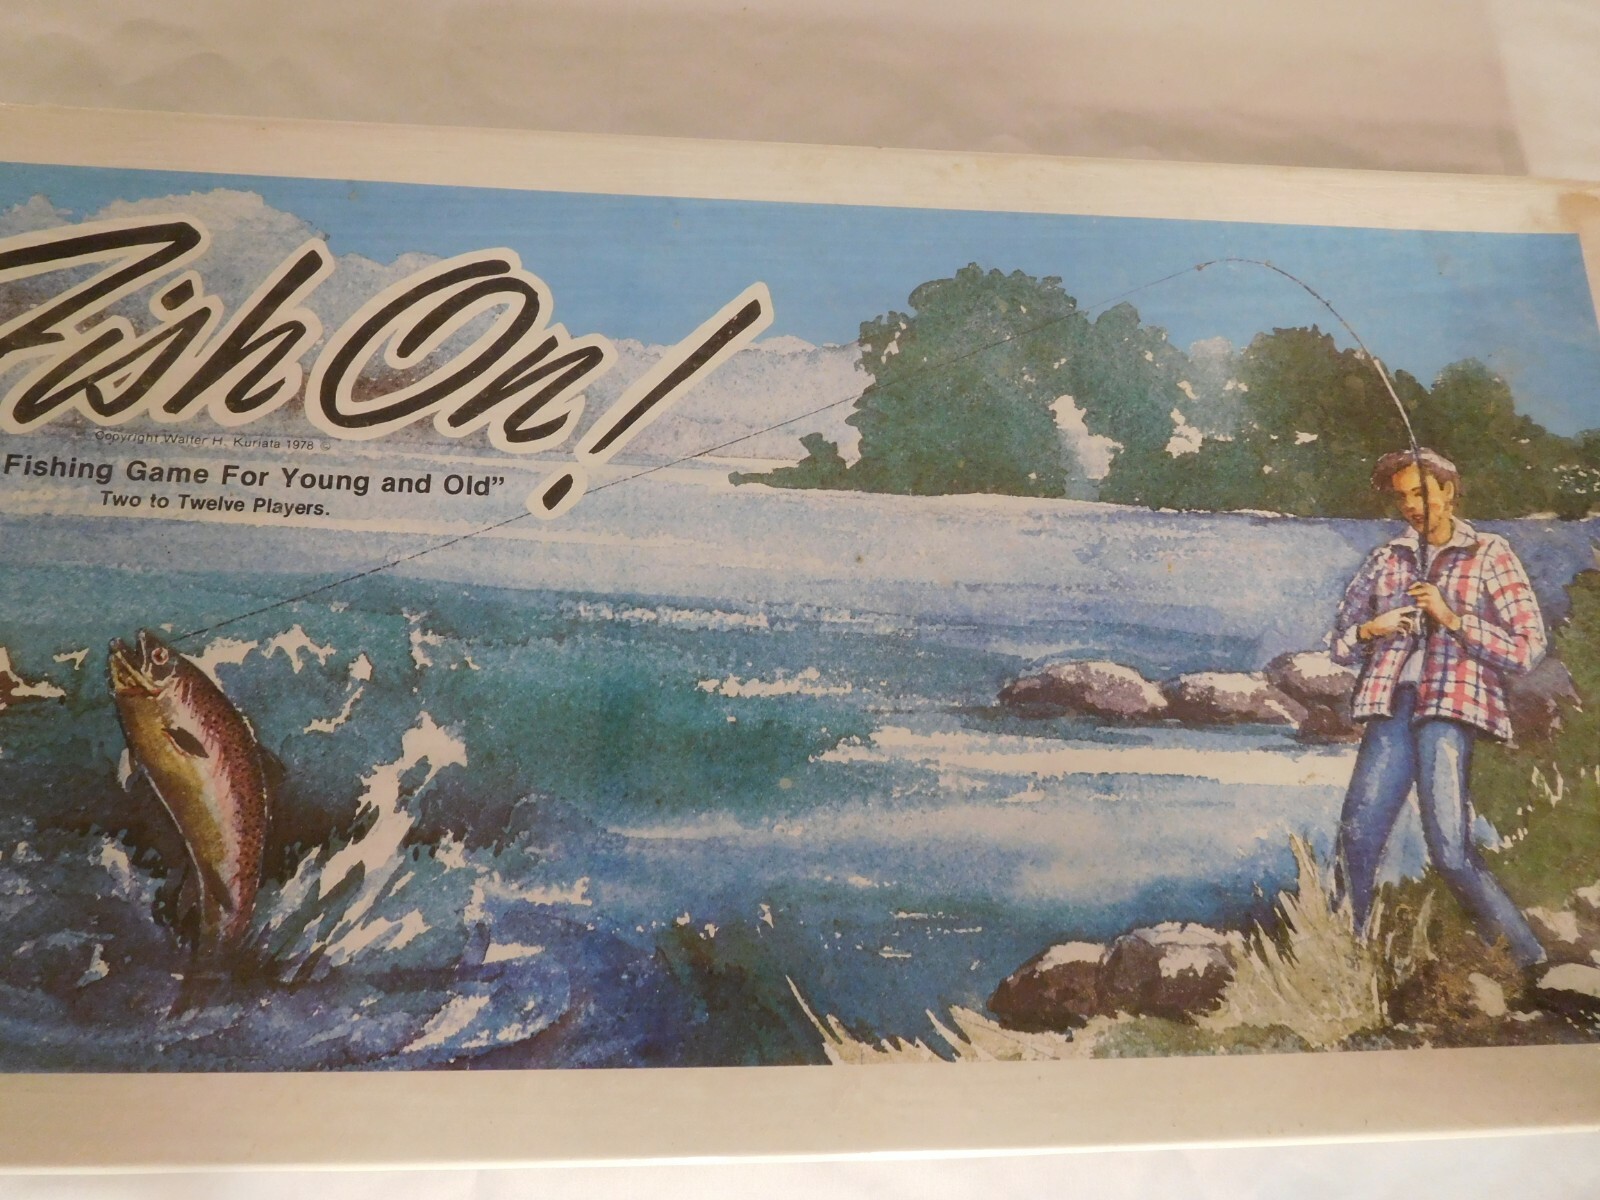 Fish On!
Copyright Walter H. Kuriata 1978 ©
Fishing Game For Young and Old”
Two to Twelve Players.